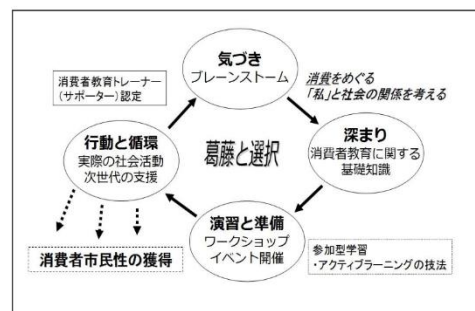 気づき
ブレーンストーム
消費者教育トレーナー
(サポーター)認定
消費をめぐる
「私」と社会の関係を考える
行動と循環
実際の社会活動
次世代の支援
葛藤と選択
深まり
消費者教育に関する
基礎知識
演習と準備
ワークショップ
イベント開催
消費者市民性の獲得
参加型学習
・アクティブラーニングの技法